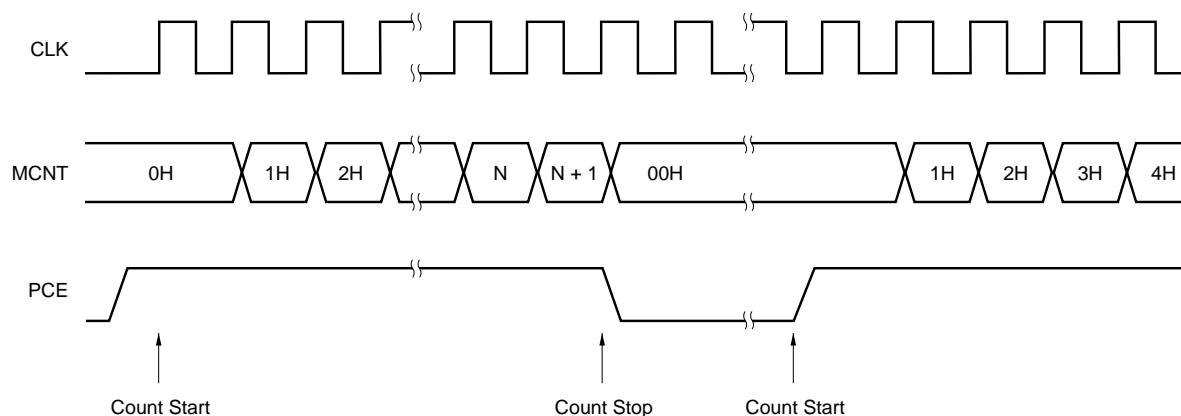 CLK
MCNT 0H 1H 2H N N + 1 00H 1H 2H 3H 4H
PCE
Count Start Count Stop Count Start